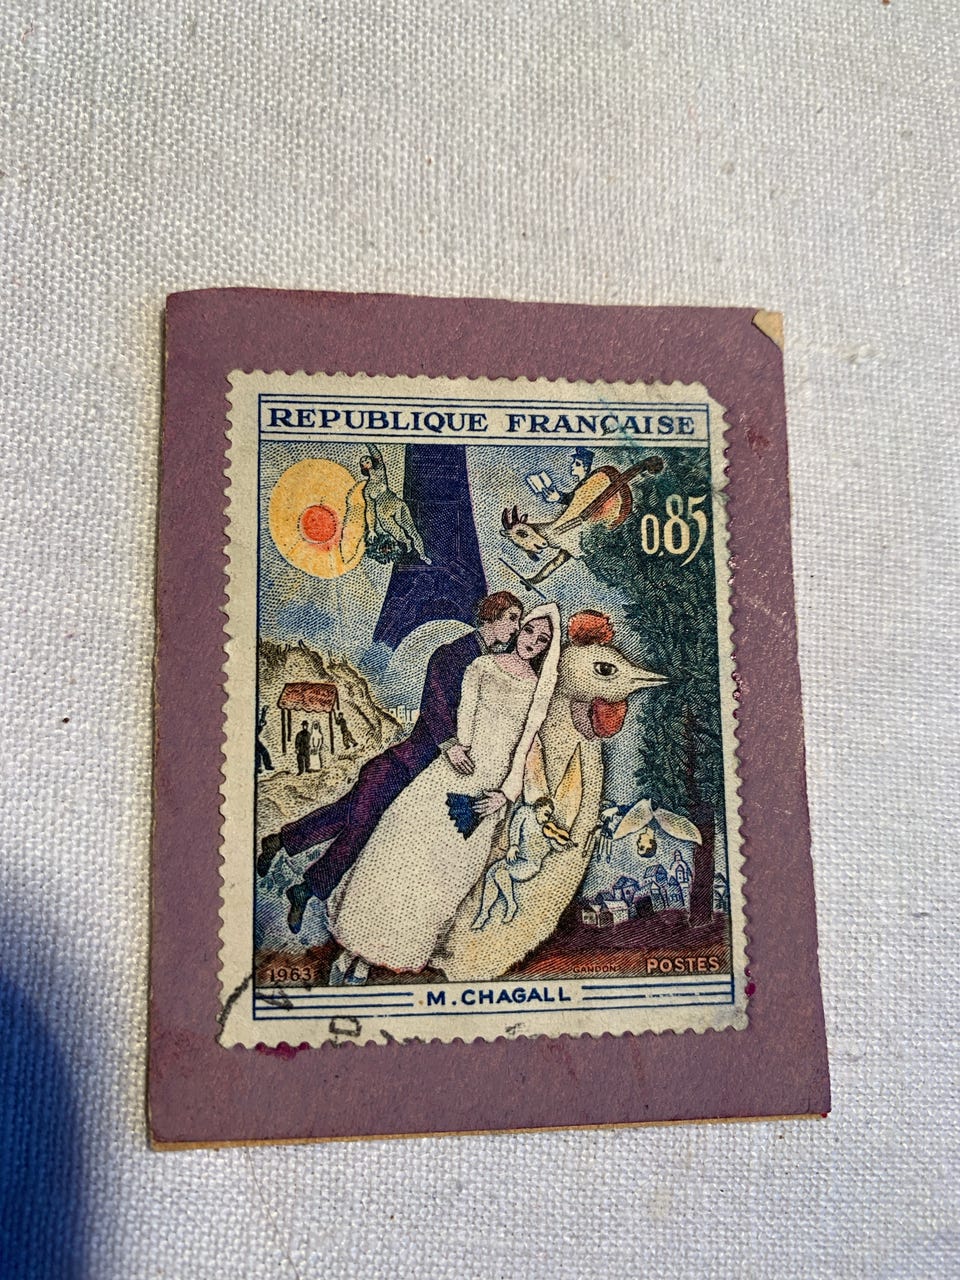 REPUBLIQUE FRANÇAISE
0.85
1963
GANDON
POSTES
M. CHAGALL